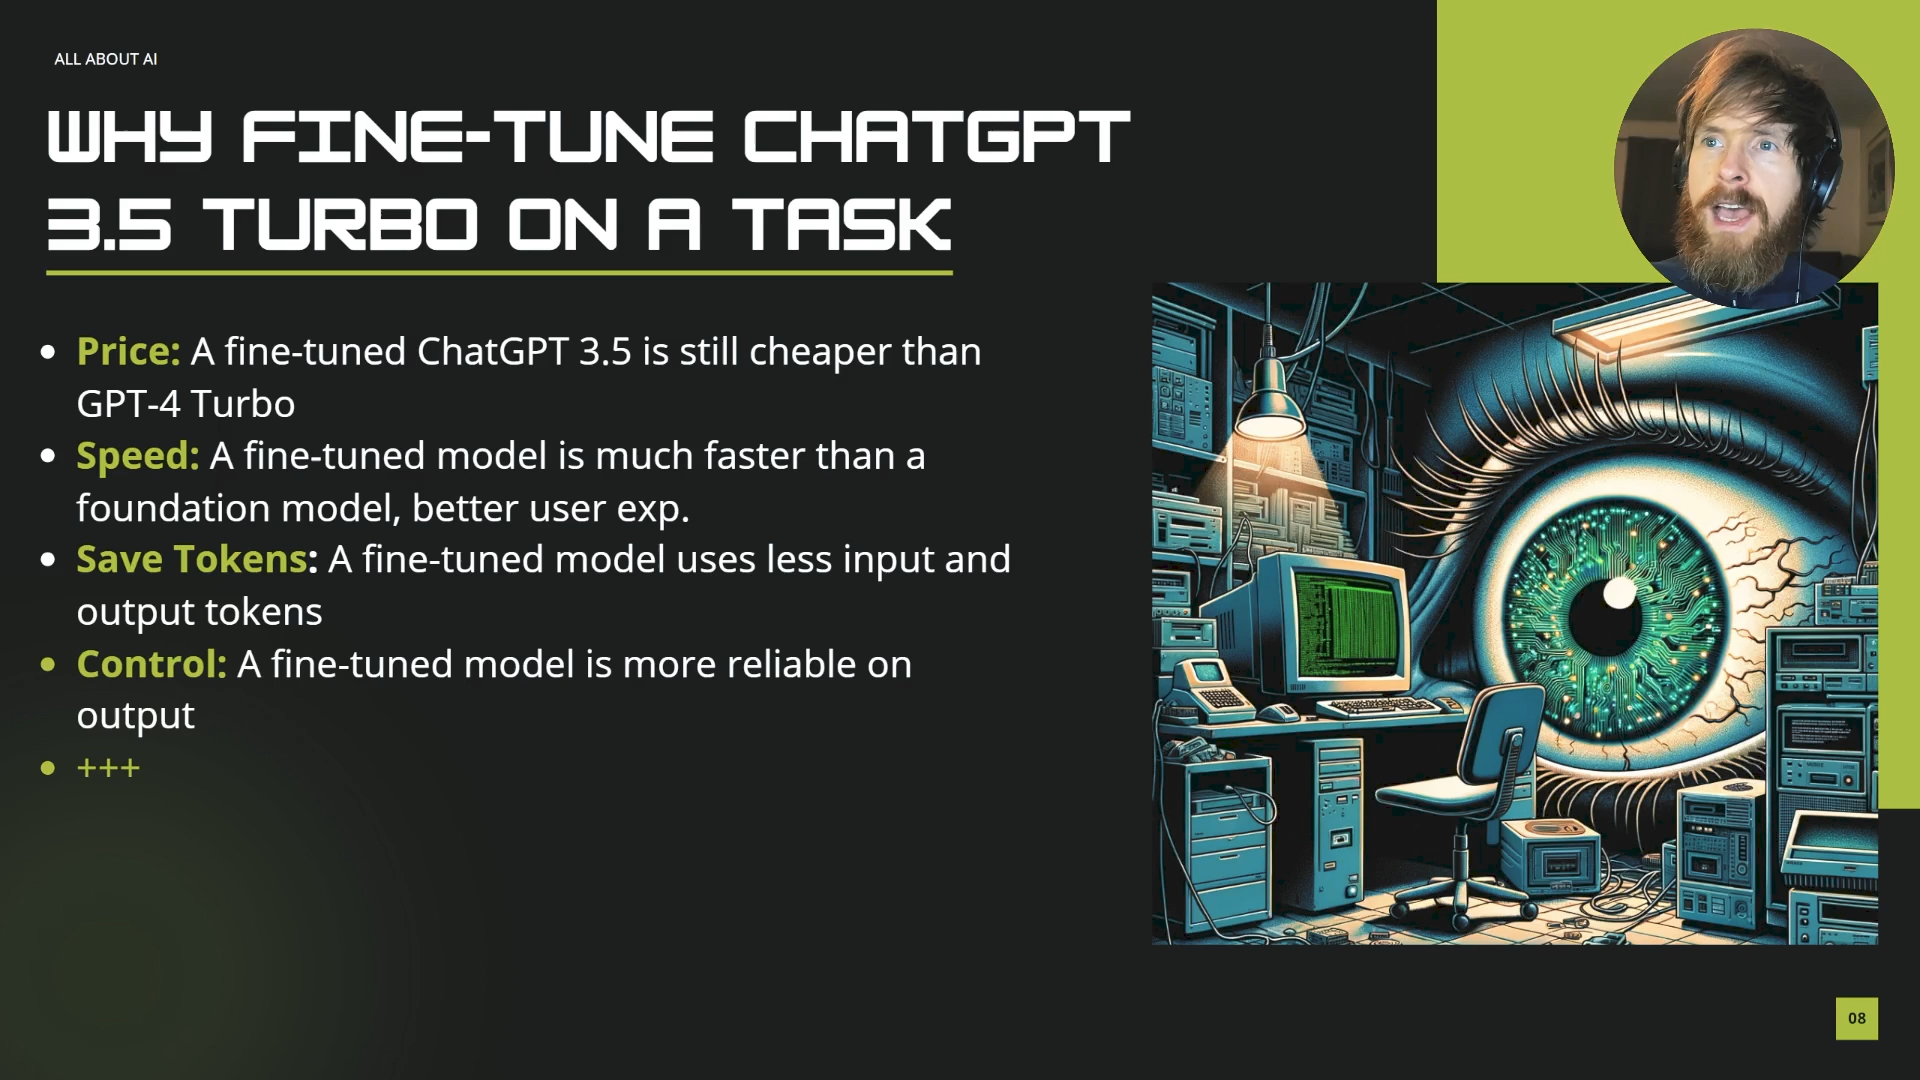 ALL ABOUT AI
WHY FINE-TUNE CHATGPT
3.5 TURBO ON A TASK
• Price: A fine-tuned ChatGPT 3.5 is still cheaper than
GPT-4 Turbo
• Speed: A fine-tuned model is much faster than a
foundation model, better user exp.
• Save Tokens: A fine-tuned model uses less input and
output tokens
• Control: A fine-tuned model is more reliable on
output
• +++
08